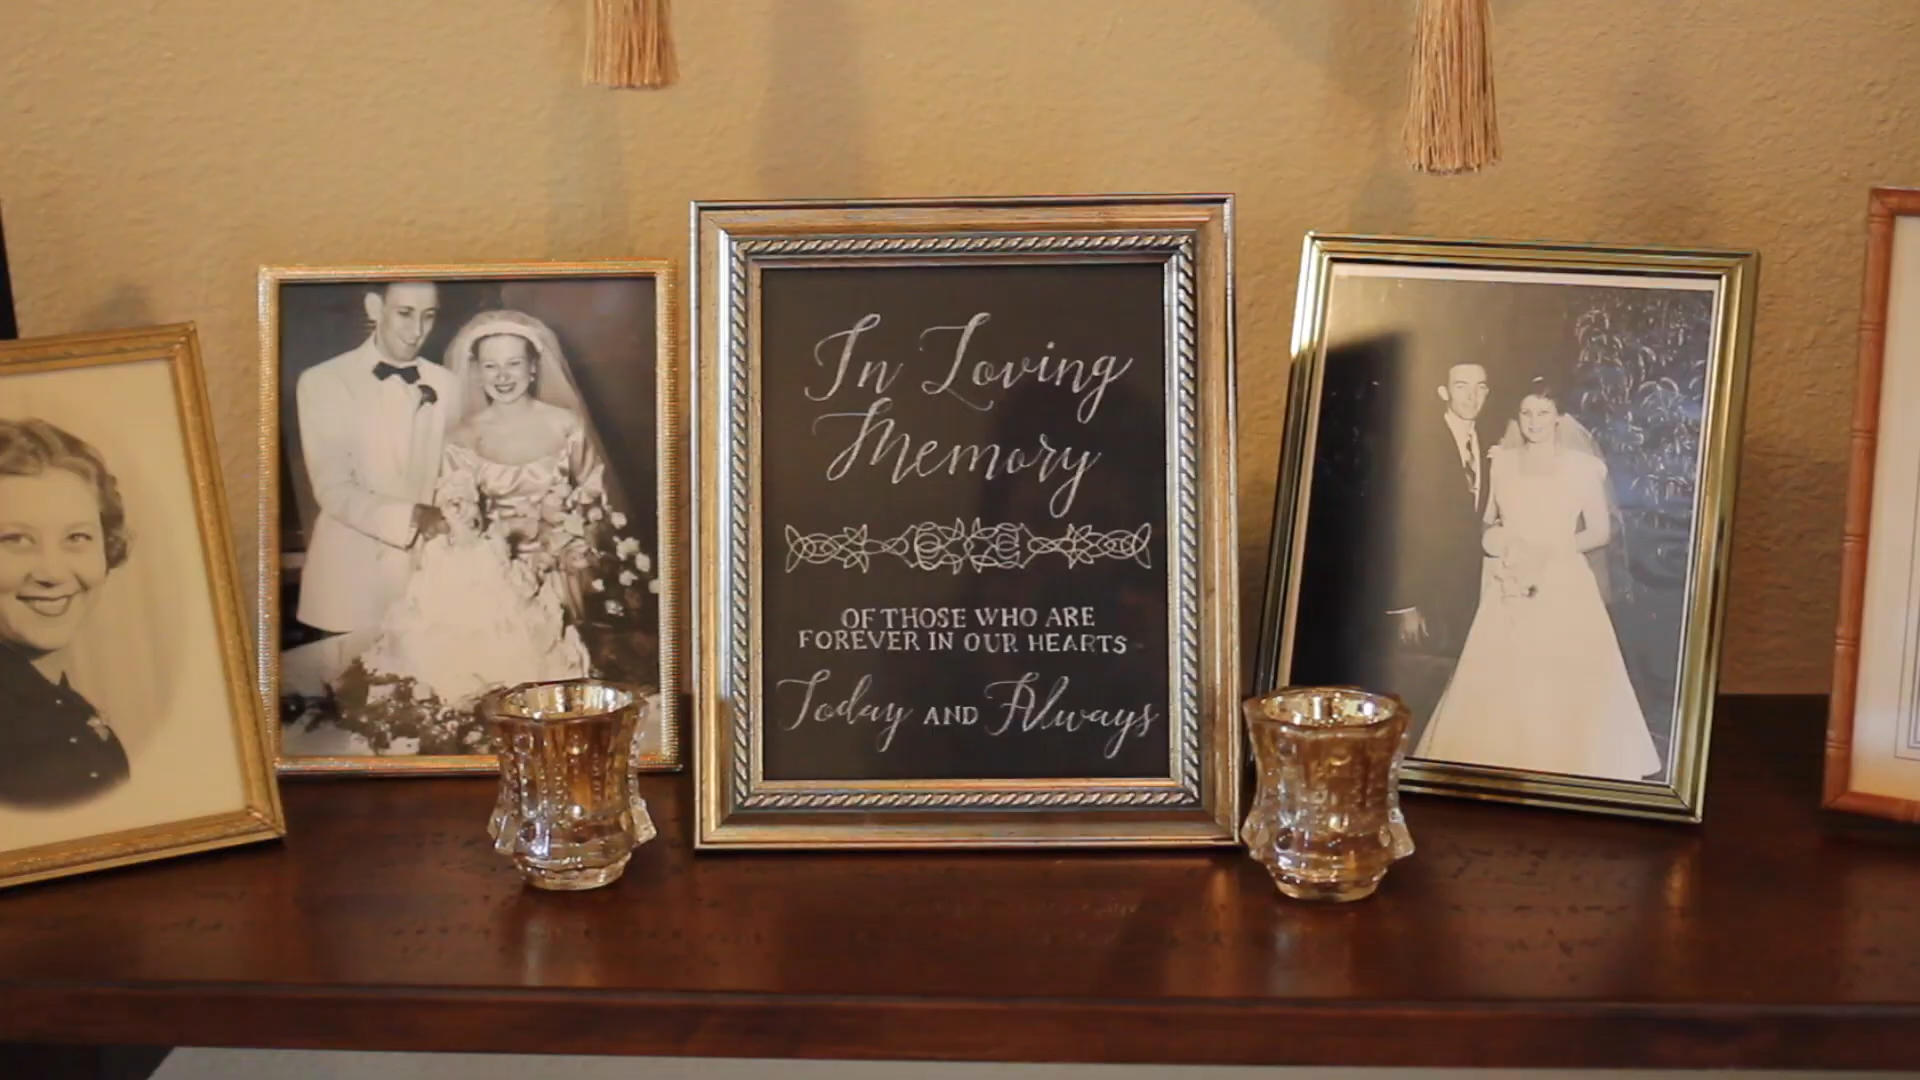 In Loving
Memory
OF THOSE WHO ARE
FOREVER IN OUR HEARTS
Today AND Always